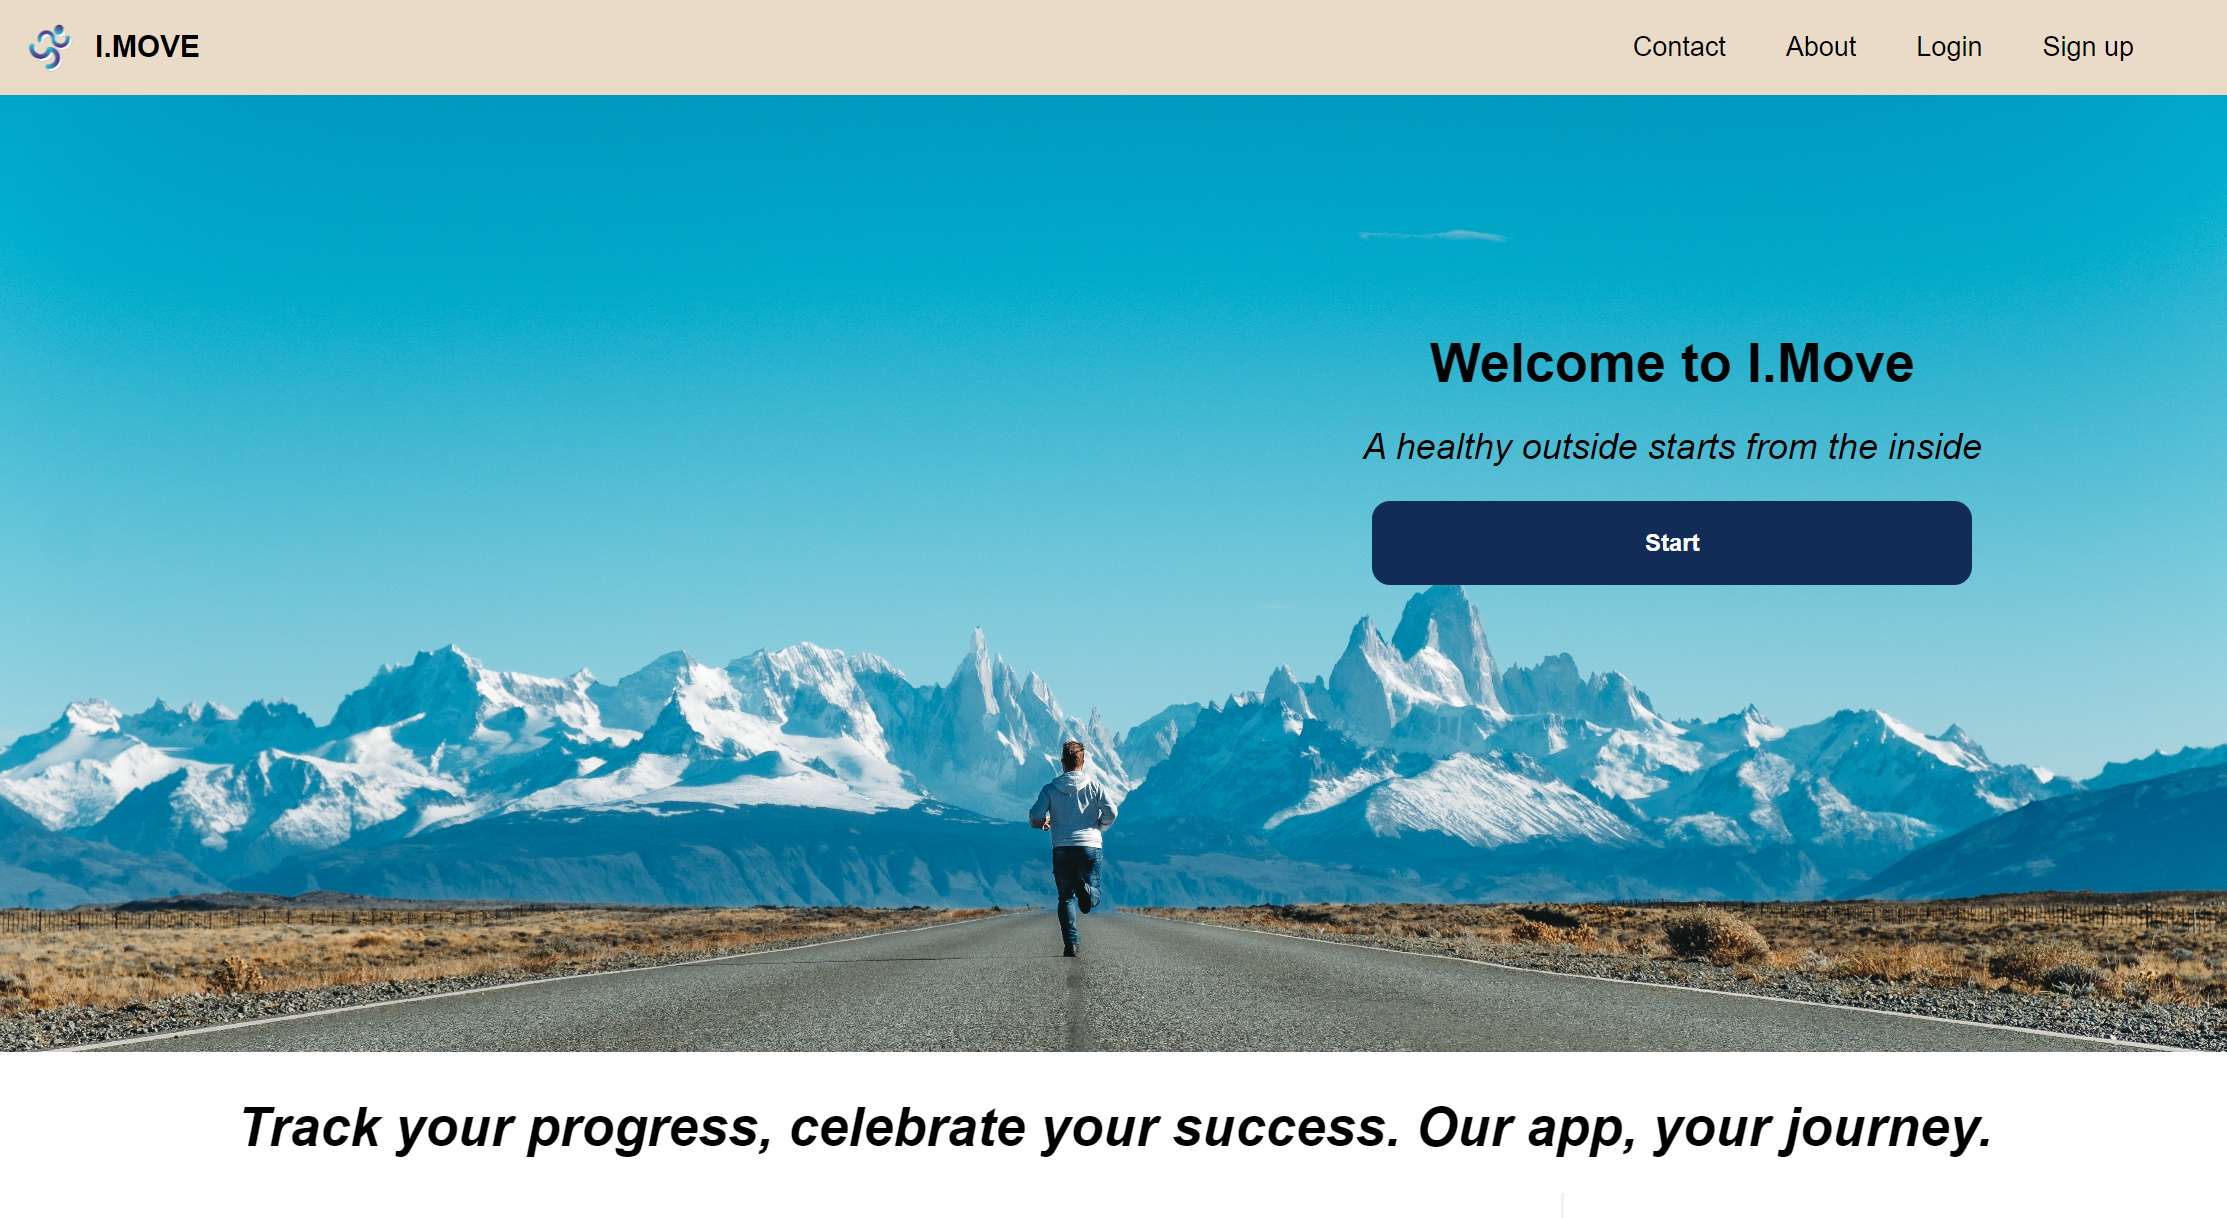 I.MOVE
Contact
About
Login
Sign up
Welcome to I.Move
A healthy outside starts from the inside
Start
Track your progress, celebrate your success. Our app, your journey.